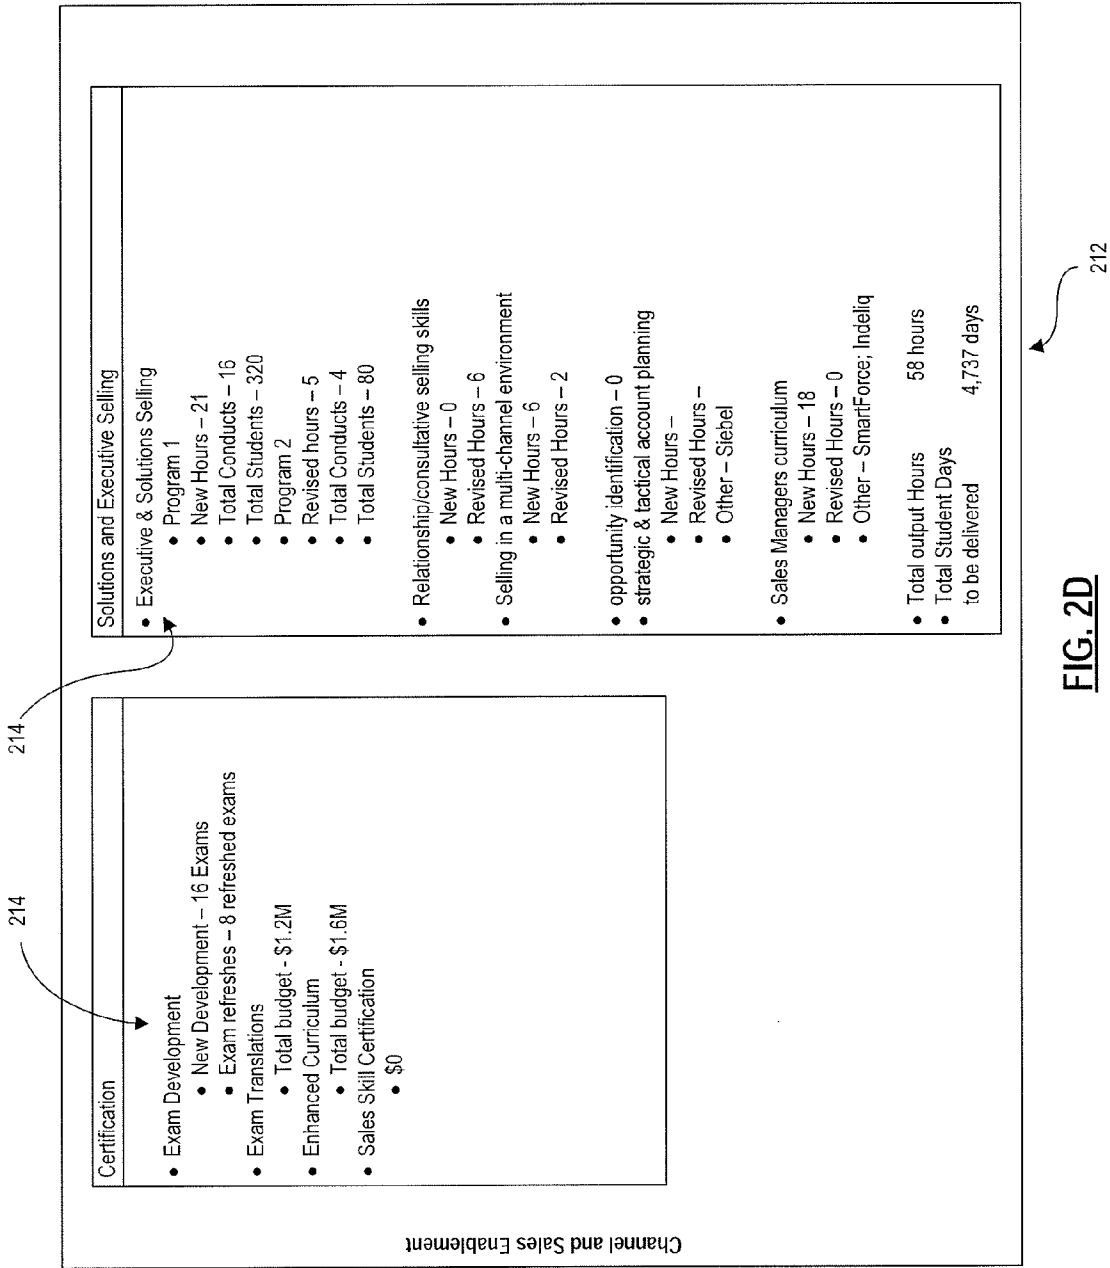 214
214
Channel and Sales Enablement
Certification
• Exam Development
• New Development – 16 Exams
• Exam refreshes – 8 refreshed exams
• Exam Translations
• Total budget - $1.2M
• Enhanced Curriculum
• Total budget - $1.6M
• Sales Skill Certification
• $0
Solutions and Executive Selling
• Executive & Solutions Selling
• Program 1
• New Hours – 21
• Total Conducts – 16
• Total Students – 320
• Program 2
• Revised hours – 5
• Total Conducts – 4
• Total Students – 80
• Relationship/consultative selling skills
• New Hours – 0
• Revised Hours – 6
• Selling in a multi-channel environment
• New Hours – 6
• Revised Hours – 2
• opportunity identification – 0
• strategic & tactical account planning
• New Hours –
• Revised Hours –
• Other – Siebel
• Sales Managers curriculum
• New Hours – 18
• Revised Hours – 0
• Other – SmartForce; Indeliq
• Total output Hours 58 hours
• Total Student Days
to be delivered 4,737 days
212
FIG. 2D